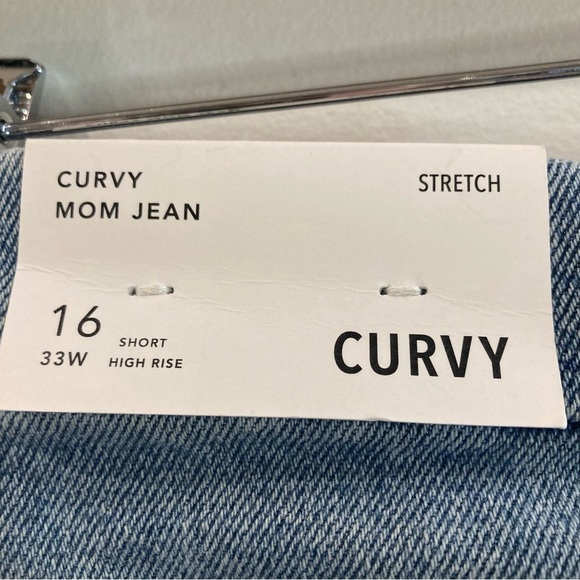 CURVY
MOM JEAN
STRETCH
16
SHORT
33W
HIGH RISE
CURVY